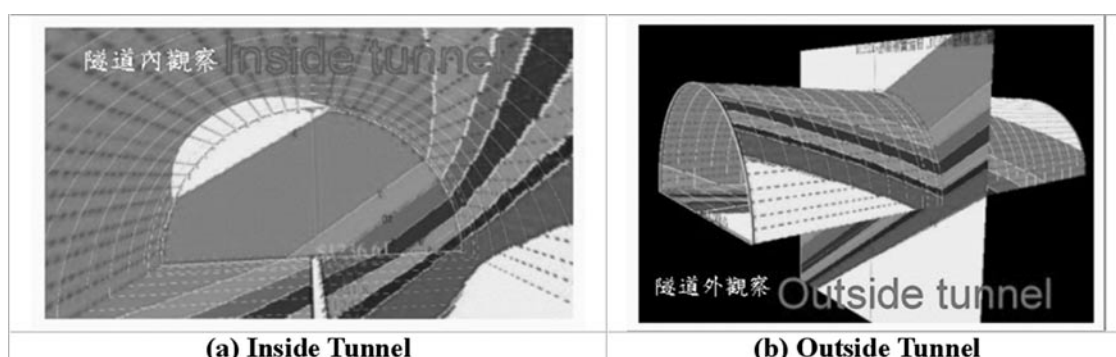 隧道內觀察 Inside tunnel
隧道外觀察 Outside tunnel
(a) Inside Tunnel
(b) Outside Tunnel